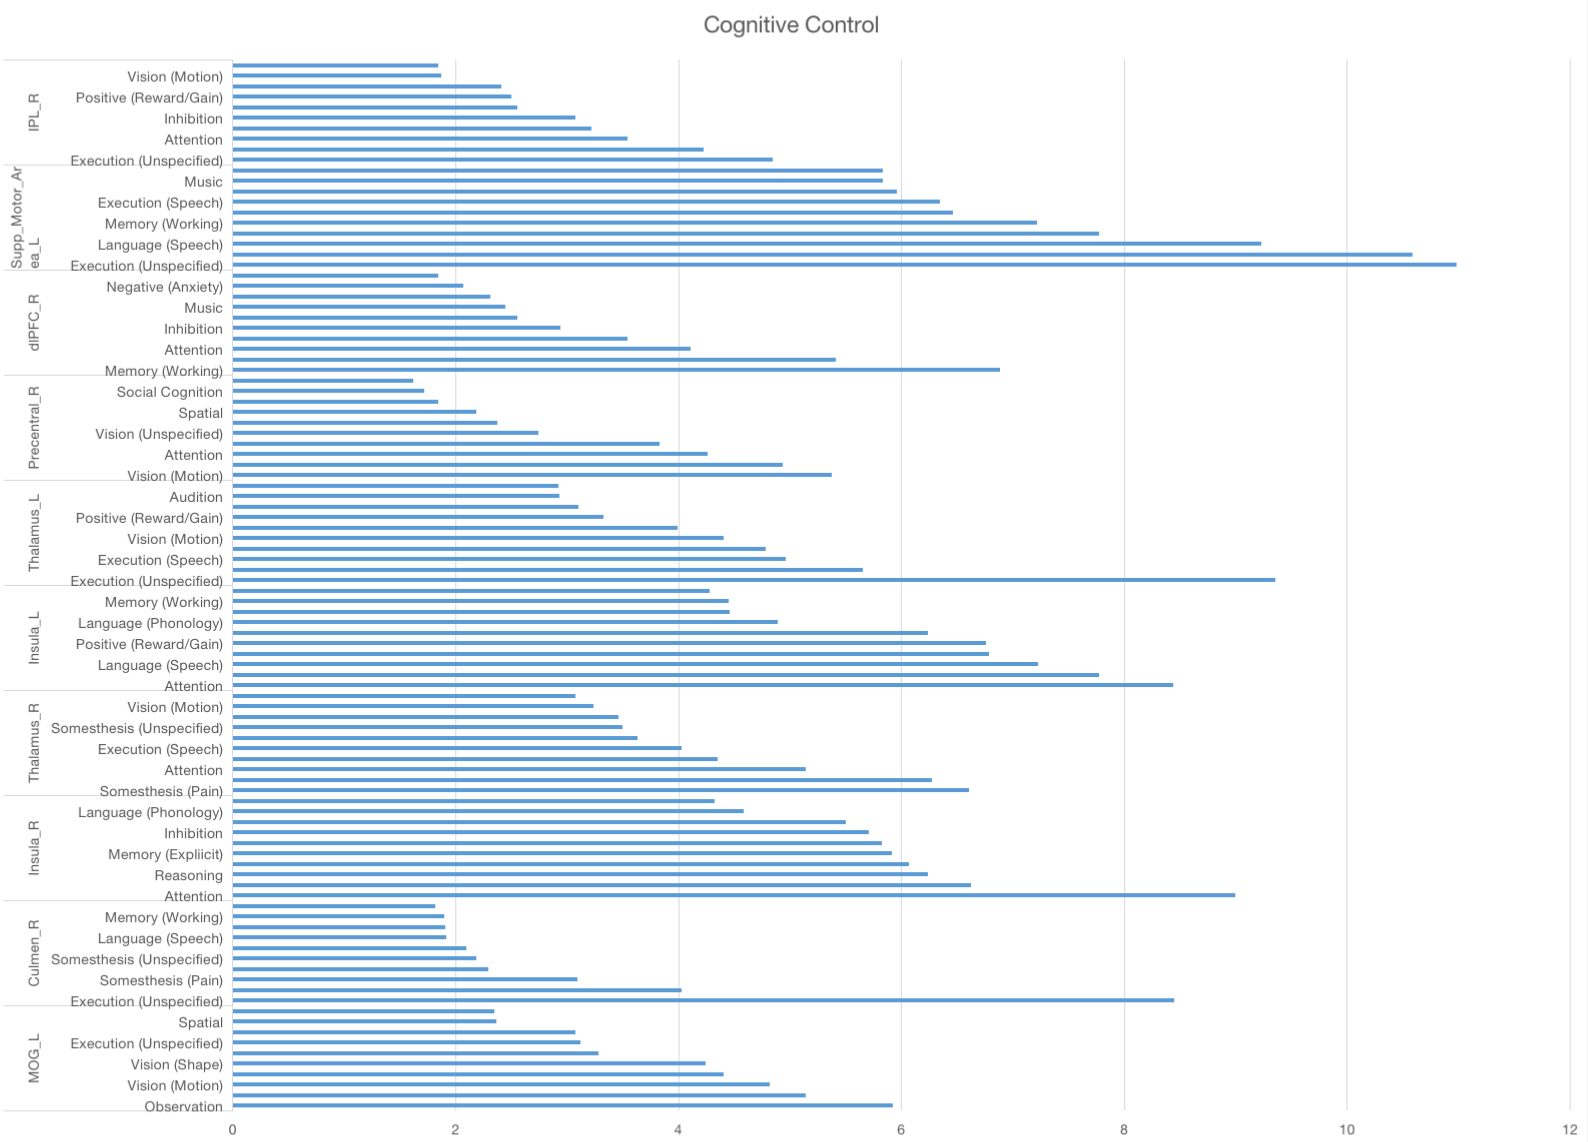 Cognitive Control
IPL_R
Vision (Motion)
Positive (Reward/Gain)
Inhibition
Attention
Execution (Unspecified)
Supp_Motor_Ar
ea_L
Music
Execution (Speech)
Memory (Working)
Language (Speech)
Execution (Unspecified)
dlPFC_R
Negative (Anxiety)
Music
Inhibition
Attention
Memory (Working)
Precentral_R
Social Cognition
Spatial
Vision (Unspecified)
Attention
Vision (Motion)
Thalamus_L
Audition
Positive (Reward/Gain)
Vision (Motion)
Execution (Speech)
Execution (Unspecified)
Insula_L
Memory (Working)
Language (Phonology)
Positive (Reward/Gain)
Language (Speech)
Attention
Thalamus_R
Vision (Motion)
Somesthesis (Unspecified)
Execution (Speech)
Attention
Somesthesis (Pain)
Insula_R
Language (Phonology)
Inhibition
Memory (Expliicit)
Reasoning
Attention
Culmen_R
Memory (Working)
Language (Speech)
Somesthesis (Unspecified)
Somesthesis (Pain)
Execution (Unspecified)
MOG_L
Spatial
Execution (Unspecified)
Vision (Shape)
Vision (Motion)
Observation
0 2 4 6 8 10 12